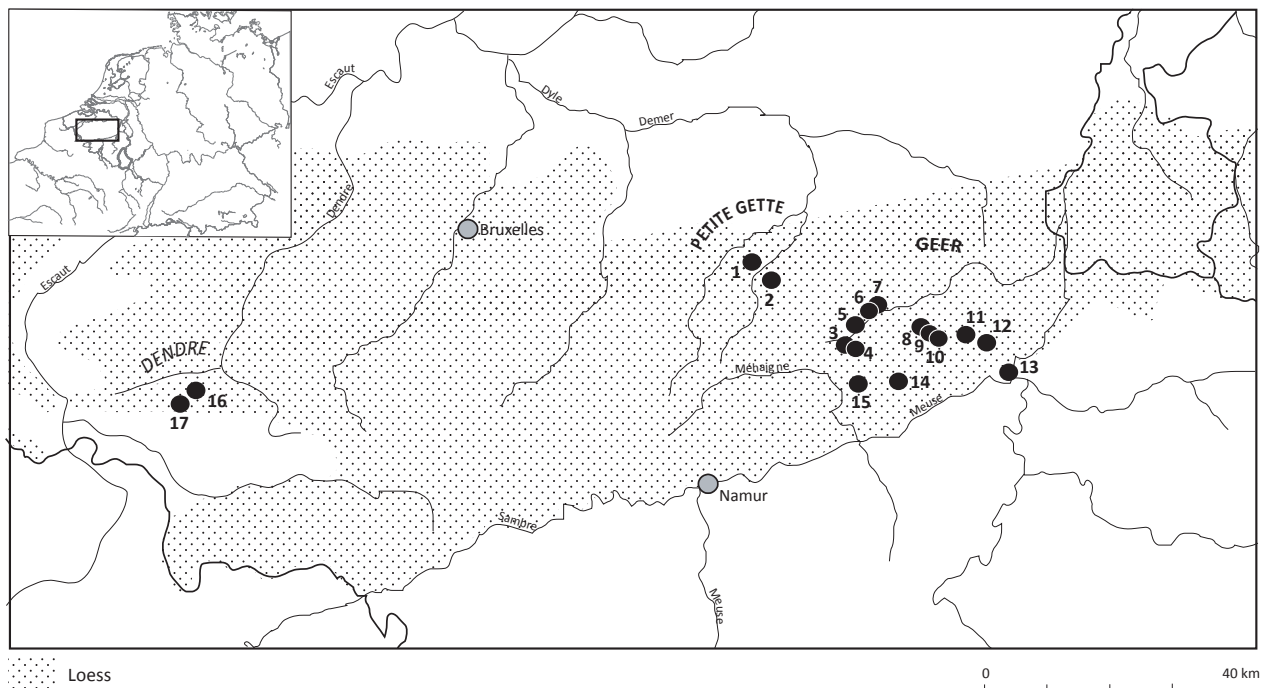 Escaut
Dyle
Demer
Dendre
PETITE GETTE
Bruxelles
GEER
Escaut
1
2
7
6
5
11
3
12
8
4
9
10
DENDRE
Méhaigne
13
14
16
15
Meuse
17
Namur
Sambre
Meuse
Loess
0
40 km